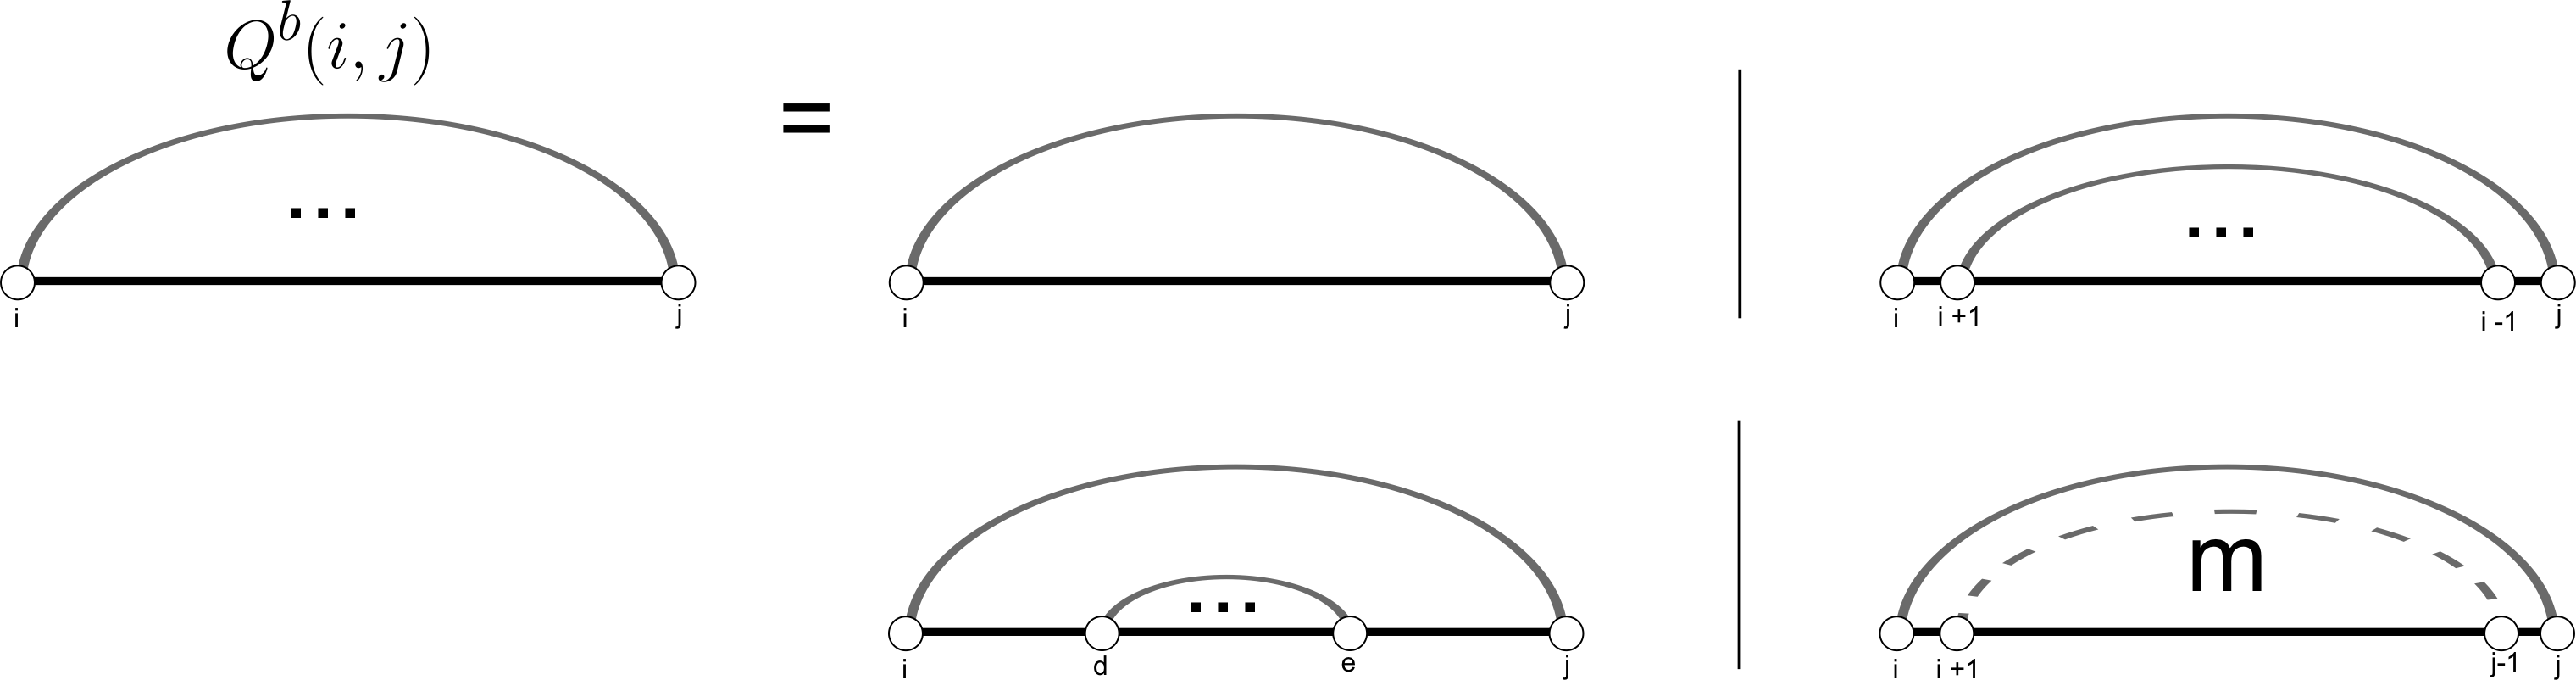 Q^b(i, j)
...
i j
=
i j
...
i i +1 i -1 j
...
i d e j
m
i i +1 j-1 j